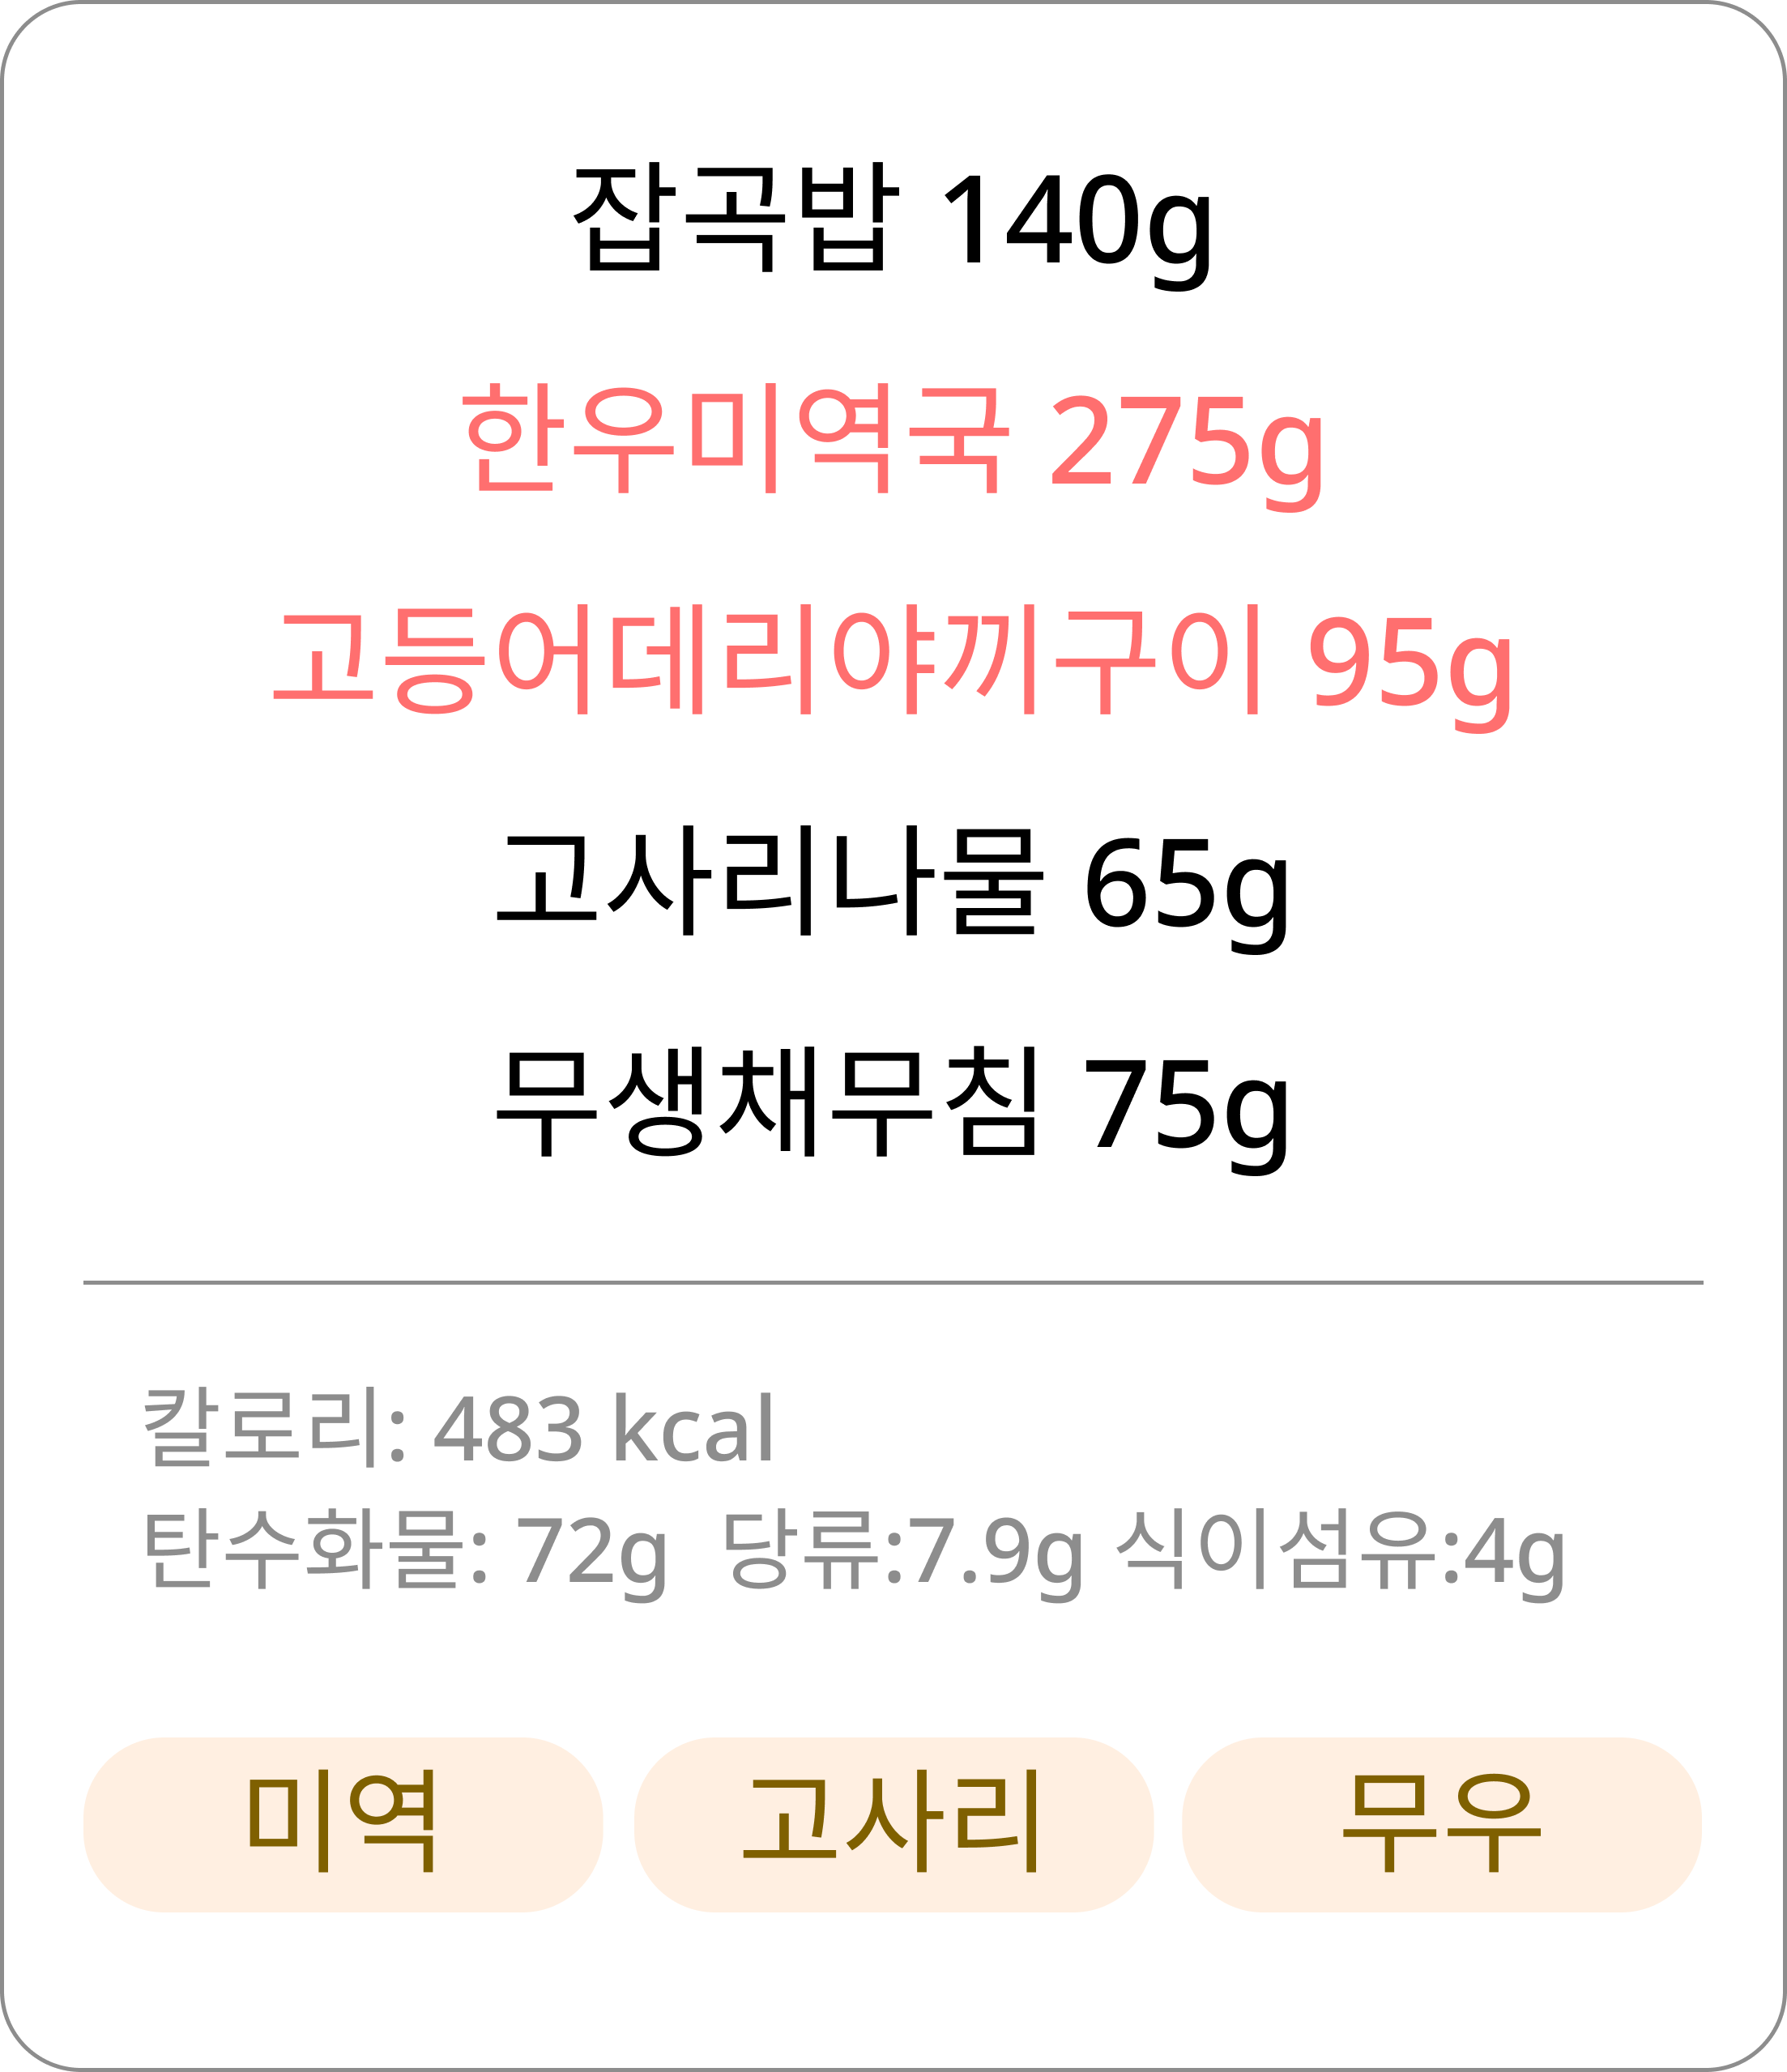 잡곡밥 140g
한우미역국 275g
고등어데리야끼구이 95g
고사리나물 65g
무생채무침 75g
칼로리: 483 kcal
탄수화물: 72g 당류:7.9g 식이섬유:4g
미역 고사리 무우